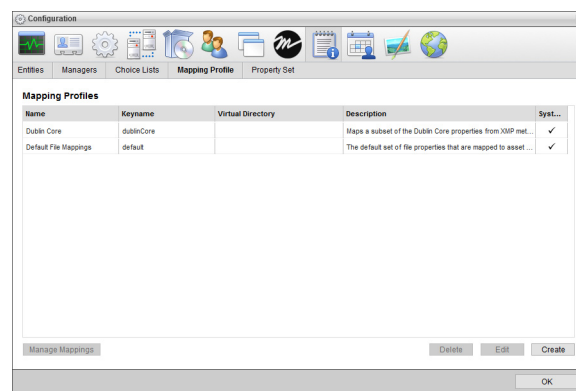 Configuration
Entities Managers Choice Lists Mapping Profile Property Set
Mapping Profiles
Name Keyname Virtual Directory Description Syst...
Dublin Core dublinCore Maps a subset of the Dublin Core properties from XMP met... ✓
Default File Mappings default The default set of file properties that are mapped to asset ... ✓
Manage Mappings Delete Edit Create
OK